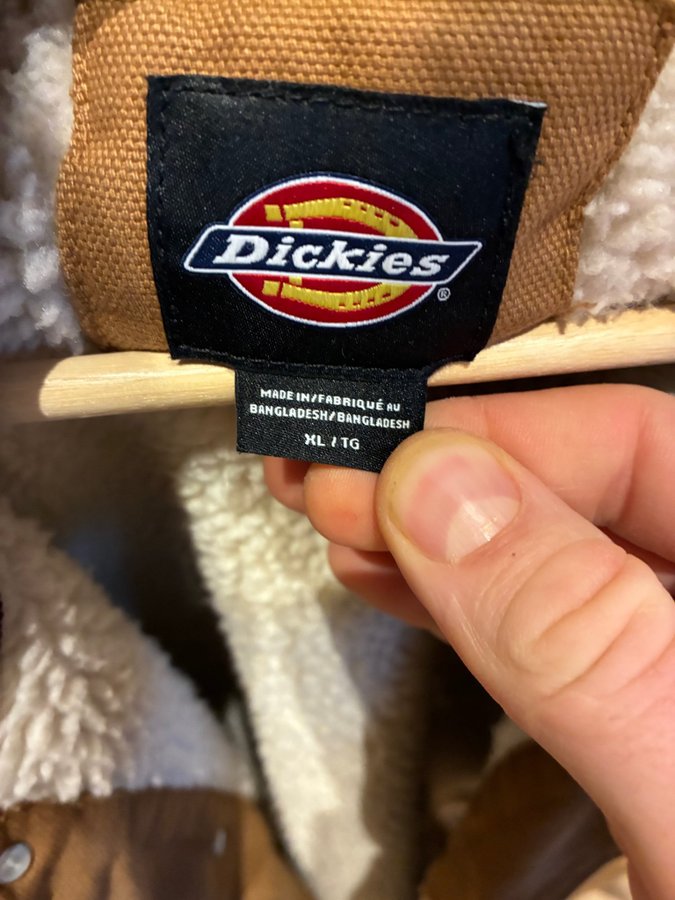 Dickies®
MADE IN/FABRIQUÉ AU
BANGLADESH/BANGLADESH
XL / TG